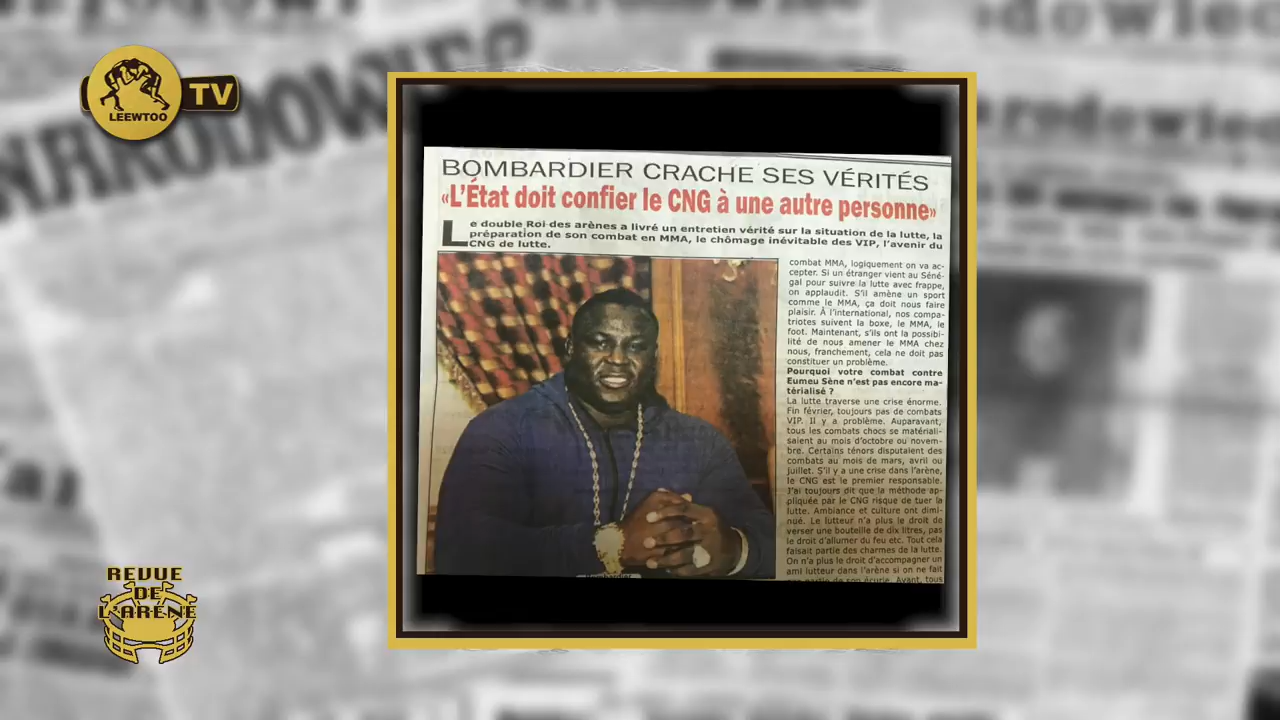 LEEWTOO
TV
NARODOWIEC
BOMBARDIER CRACHE SES VÉRITÉS
«L'État doit confier le CNG à une autre personne»
Le double Roi des arènes a livré un entretien vérité sur la situation de la lutte, la
préparation de son combat en MMA, le chômage inévitable des VIP, l'avenir du
CNG de lutte.
combat MMA, logiquement on va ac-
cepter. Si un étranger vient au Séné-
gal pour suivre la lutte avec frappe,
on applaudit. S'il amène un sport
comme le MMA, ça doit nous faire
plaisir. À l'international, nos compa-
triotes suivent la boxe, le MMA, le
foot. Maintenant, s'ils ont la possibi-
lité de nous amener le MMA chez
nous, franchement, cela ne doit pas
constituer un problème.
Pourquoi votre combat contre
Eumeu Sène n'est pas encore ma-
térialisé ?
La lutte traverse une crise énorme.
Fin février, toujours pas de combats
VIP. Il y a problème. Auparavant,
tous les combats chocs se matériali-
saient au mois d'octobre ou novem-
bre. Certains ténors disputaient des
combats au mois de mars, avril ou
juillet. S'il y a une crise dans l'arène,
le CNG est le premier responsable.
J'ai toujours dit que la méthode ap-
pliquée par le CNG risque de tuer la
lutte. Ambiance et culture ont dimi-
nué. Le lutteur n'a plus le droit de
verser une bouteille de dix litres, pas
le droit d'allumer du feu etc. Tout cela
faisait partie des charmes de la lutte.
On n'a plus le droit d'accompagner un
ami lutteur dans l'arène si on ne fait
pas partie de son écurie. Avant, tous
Bombardier
REVUE
DE
L'ARÈNE